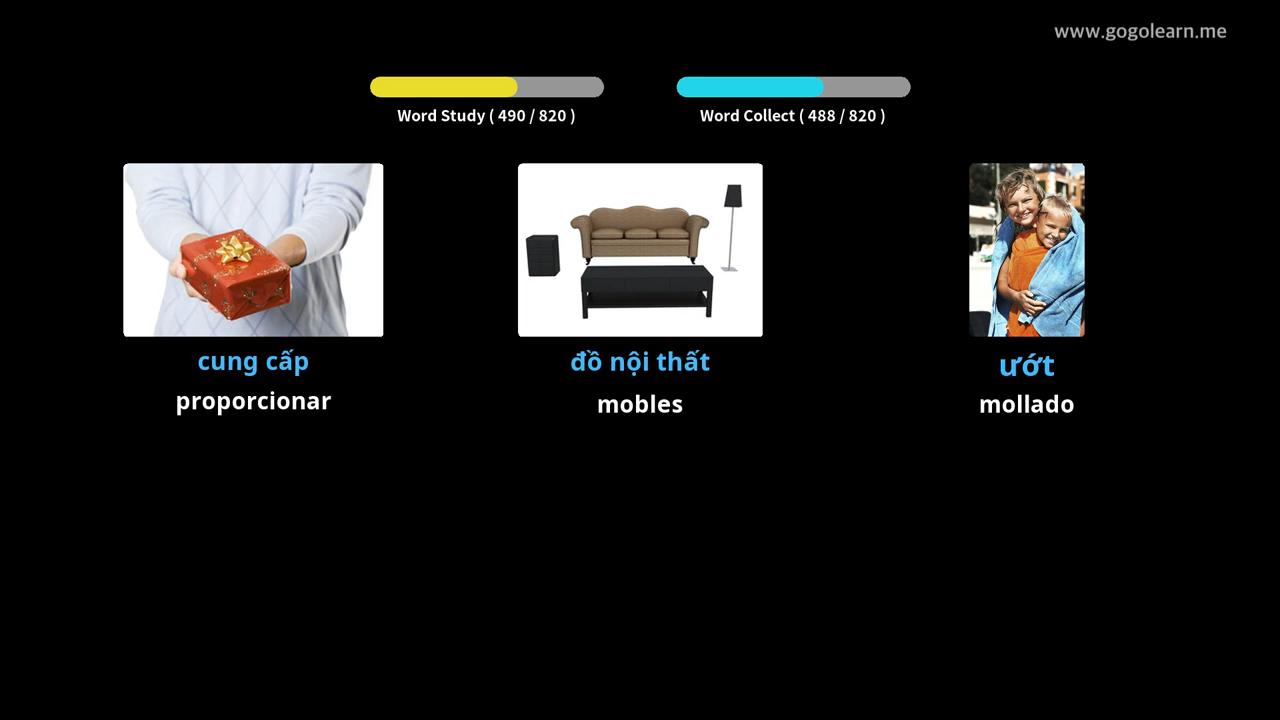 www.gogolearn.me
Word Study ( 490 / 820 )
Word Collect ( 488 / 820 )
cung cấp
proporcionar
đồ nội thất
mobles
ướt
mollado